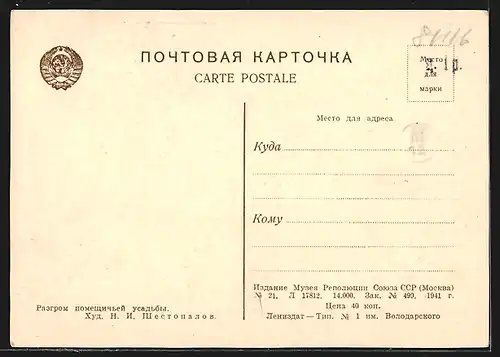 ПОЧТОВАЯ КАРТОЧКА
CARTE POSTALE
Место
для
марки
1р.
Место для адреса
Куда
Кому
Разгром помещичьей усадьбы.
Худ. Н. И. Шестопалов.
Издание Музея Революции Союза ССР (Москва)
№ 21. Л 17812. 14.000. Зак. № 499. 1941 г.
Цена 40 коп.
Лениздат—Тип. № 1 им. Володарского